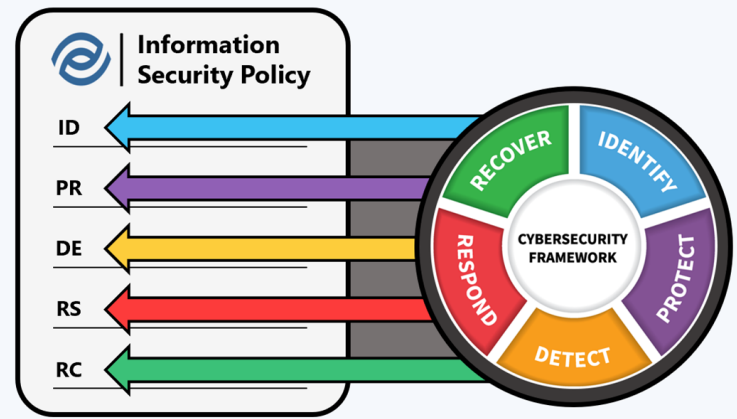 Information
Security Policy
ID
PR
DE
RS
RC
RECOVER
IDENTIFY
RESPOND
CYBERSECURITY
FRAMEWORK
PROTECT
DETECT